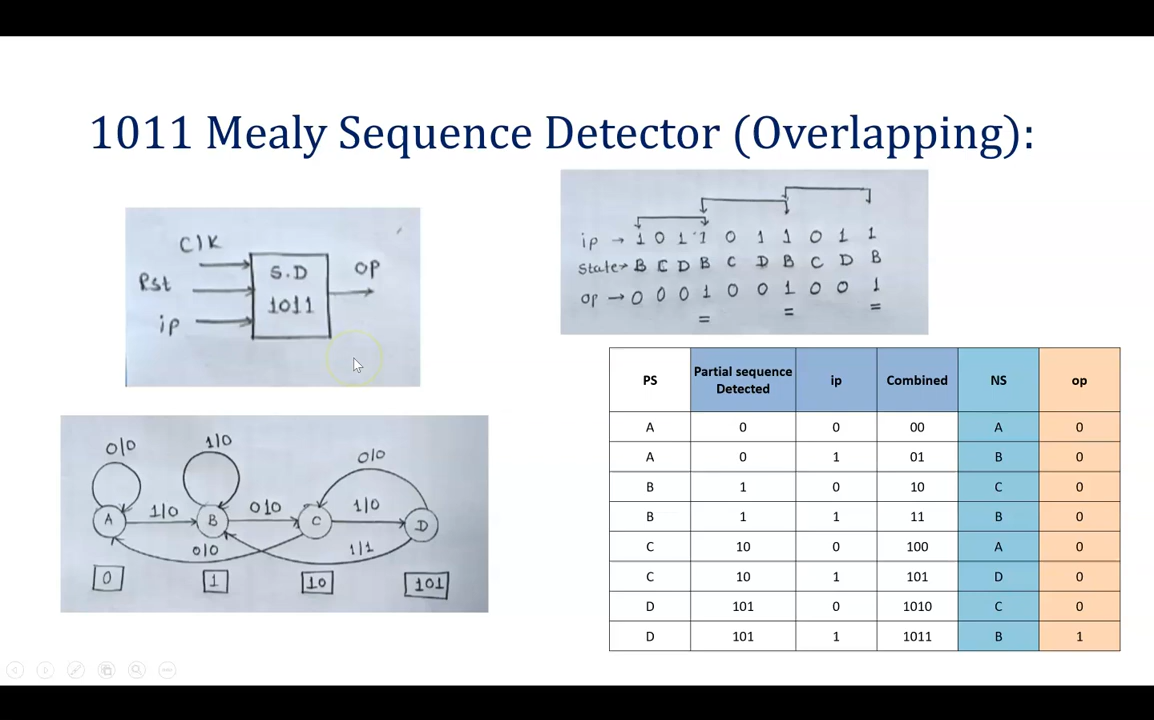 1011 Mealy Sequence Detector (Overlapping):
Clk
Rst
ip
S.D
1011
op
ip → 1 0 1 1 0 1 1 0 1 1
State→ B C D B C D B C D B
op → 0 0 0 1 0 0 1 0 0 1
= = =
0|0 1|0 0|0
1|0 0|0 1|0
A B C D
0|0 1|1
0 1 10 101
PS Partial sequence Detected ip Combined NS op
A 0 0 00 A 0
A 0 1 01 B 0
B 1 0 10 C 0
B 1 1 11 B 0
C 10 0 100 A 0
C 10 1 101 D 0
D 101 0 1010 C 0
D 101 1 1011 B 1